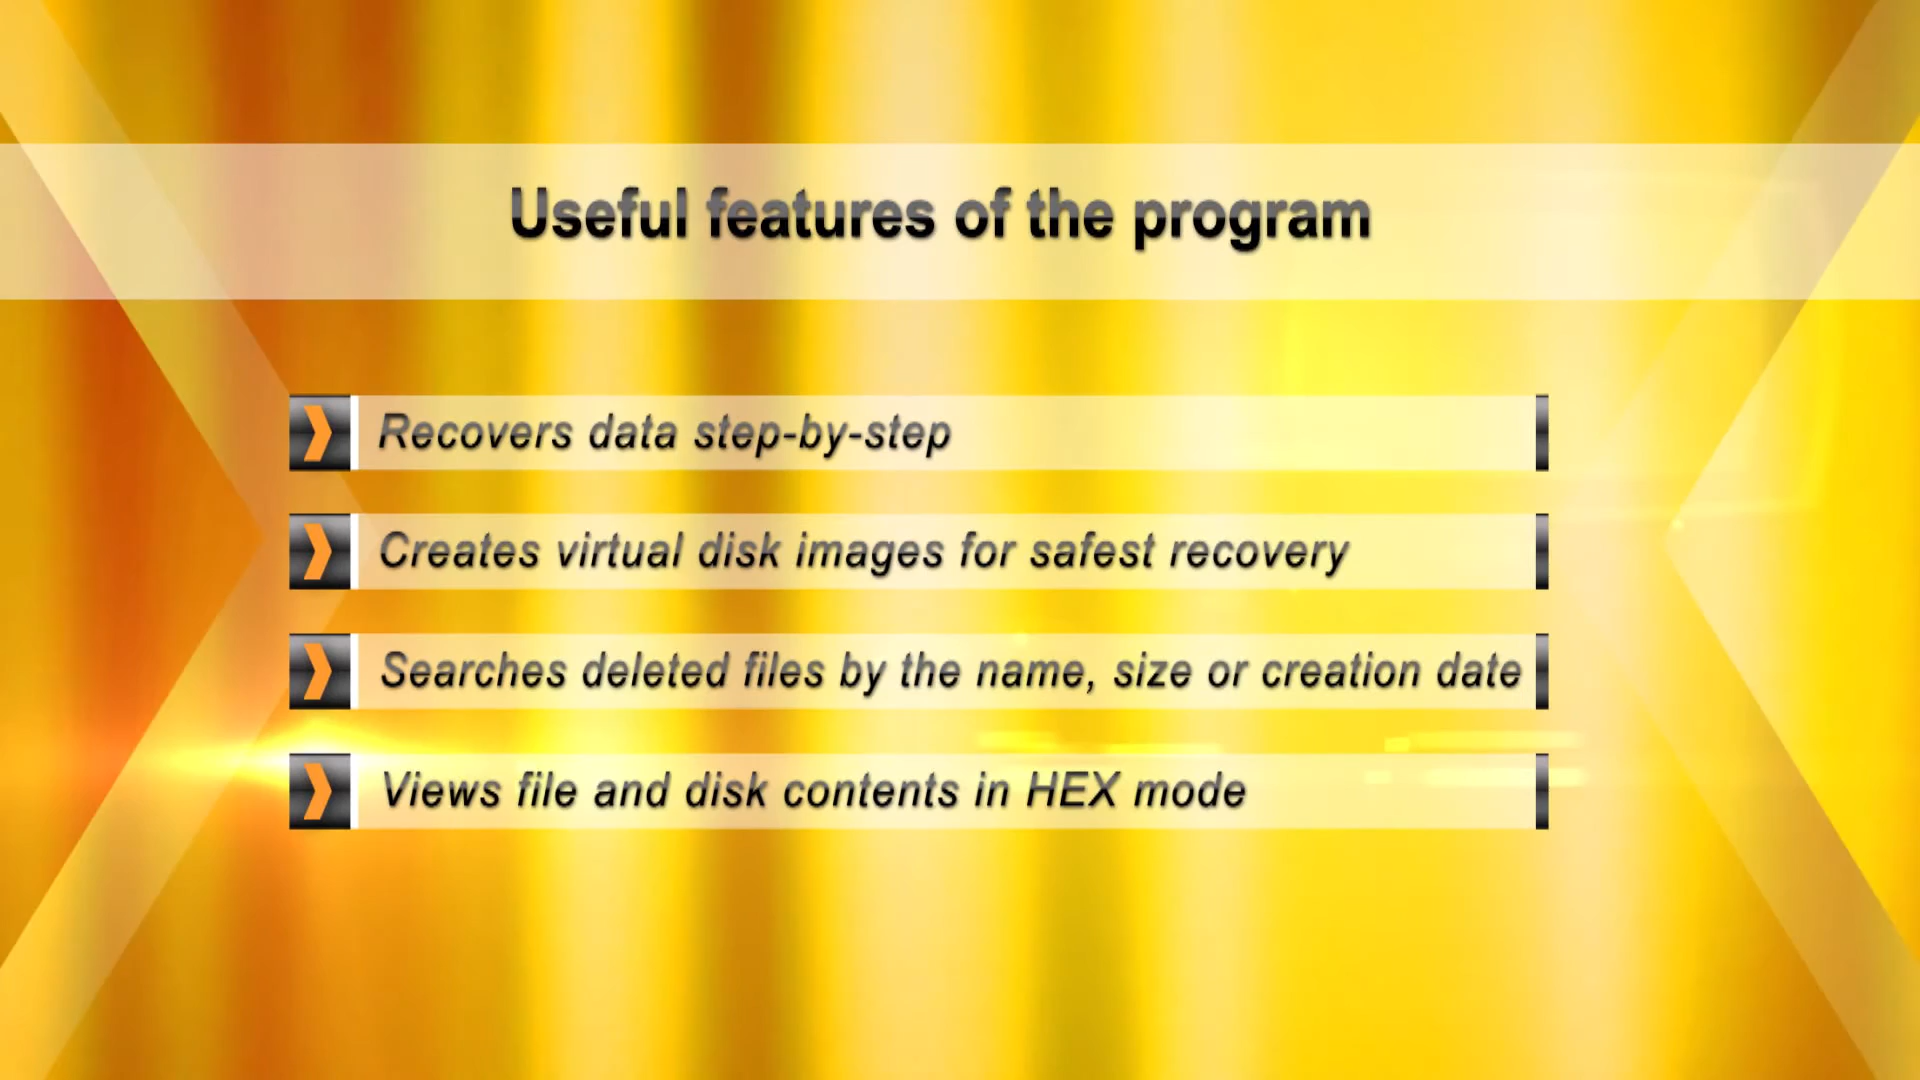 Useful features of the program
Recovers data step-by-step
Creates virtual disk images for safest recovery
Searches deleted files by the name, size or creation date
Views file and disk contents in HEX mode